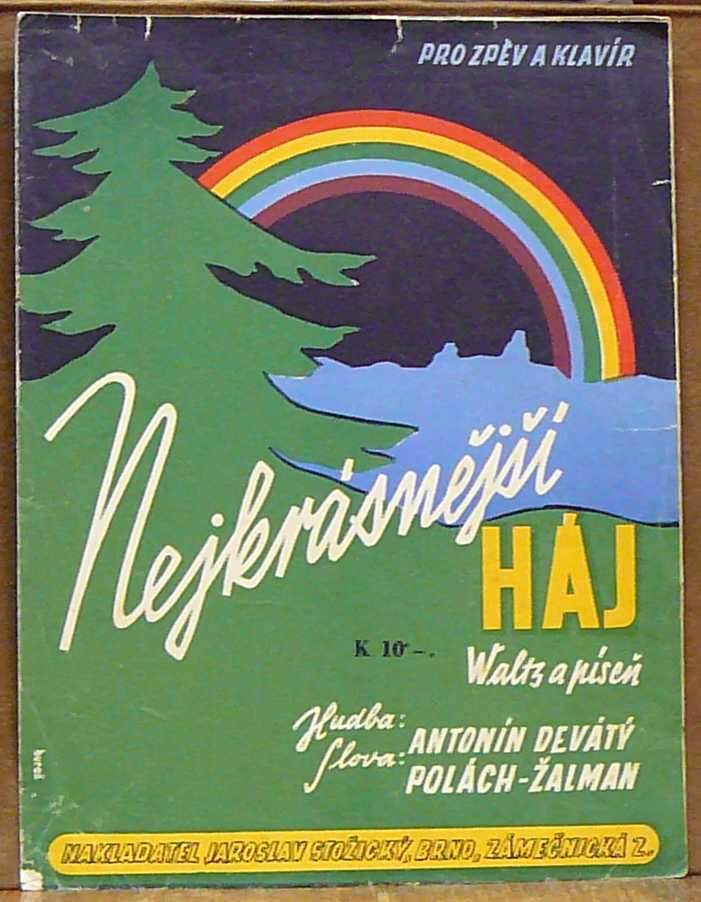 PRO ZPĚV A KLAVÍR
Nejkrásnější
HÁJ
K 10·–.
Waltz a píseň
Hudba: ANTONÍN DEVÁTÝ
Slova: POLÁCH-ŽALMAN
NAKLADATEL JAROSLAV STOŽICKÝ, BRNO, ZÁMEČNICKÁ 2.